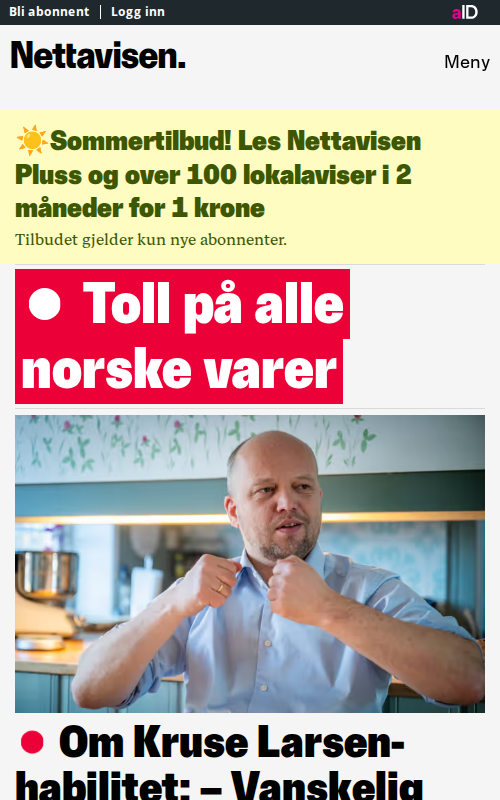 Bli abonnent | Logg inn
aID
Nettavisen.
Meny
☀️Sommertilbud! Les Nettavisen
Pluss og over 100 lokalaviser i 2
måneder for 1 krone
Tilbudet gjelder kun nye abonnenter.
Toll på alle
norske varer
Om Kruse Larsen-
habilitet: – Vanskelig